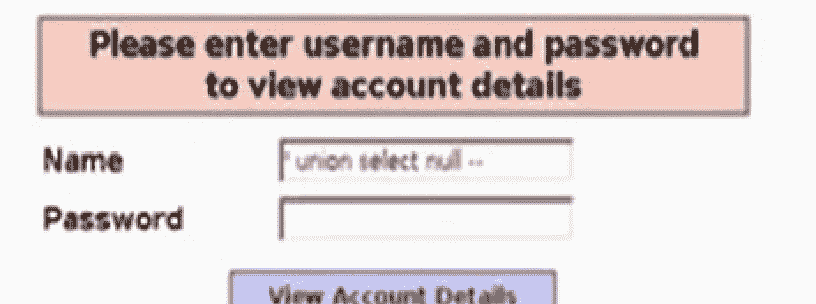 Please enter username and password
to view account details
Name
' union select null --
Password
View Account Details